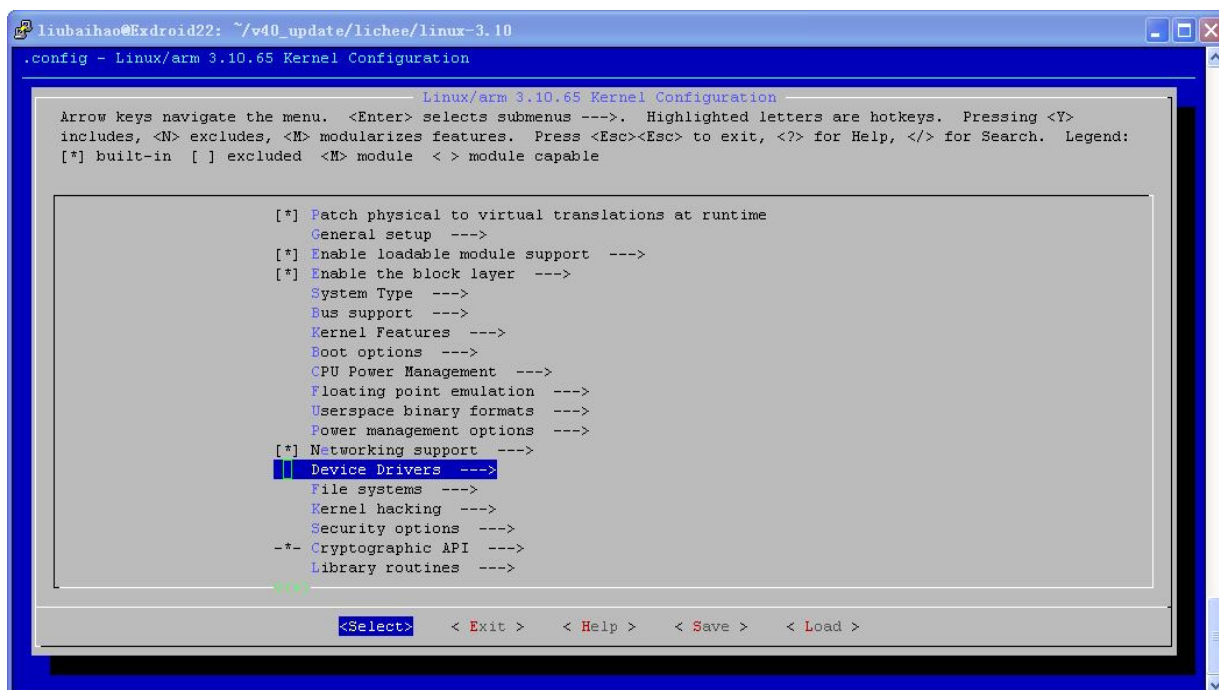 liubaihao@Exdroid22: ~/v40_update/lichee/linux-3.10
.config - Linux/arm 3.10.65 Kernel Configuration
Linux/arm 3.10.65 Kernel Configuration
Arrow keys navigate the menu.  <Enter> selects submenus --->.  Highlighted letters are hotkeys.  Pressing <Y>
includes, <N> excludes, <M> modularizes features.  Press <Esc><Esc> to exit, <?> for Help, </> for Search.  Legend:
[*] built-in  [ ] excluded  <M> module  < > module capable
[*] Patch physical to virtual translations at runtime
General setup  --->
[*] Enable loadable module support  --->
[*] Enable the block layer  --->
System Type  --->
Bus support  --->
Kernel Features  --->
Boot options  --->
CPU Power Management  --->
Floating point emulation  --->
Userspace binary formats  --->
Power management options  --->
[*] Networking support  --->
Device Drivers  --->
File systems  --->
Kernel hacking  --->
Security options  --->
-*- Cryptographic API  --->
Library routines  --->
<Select>    < Exit >    < Help >    < Save >    < Load >